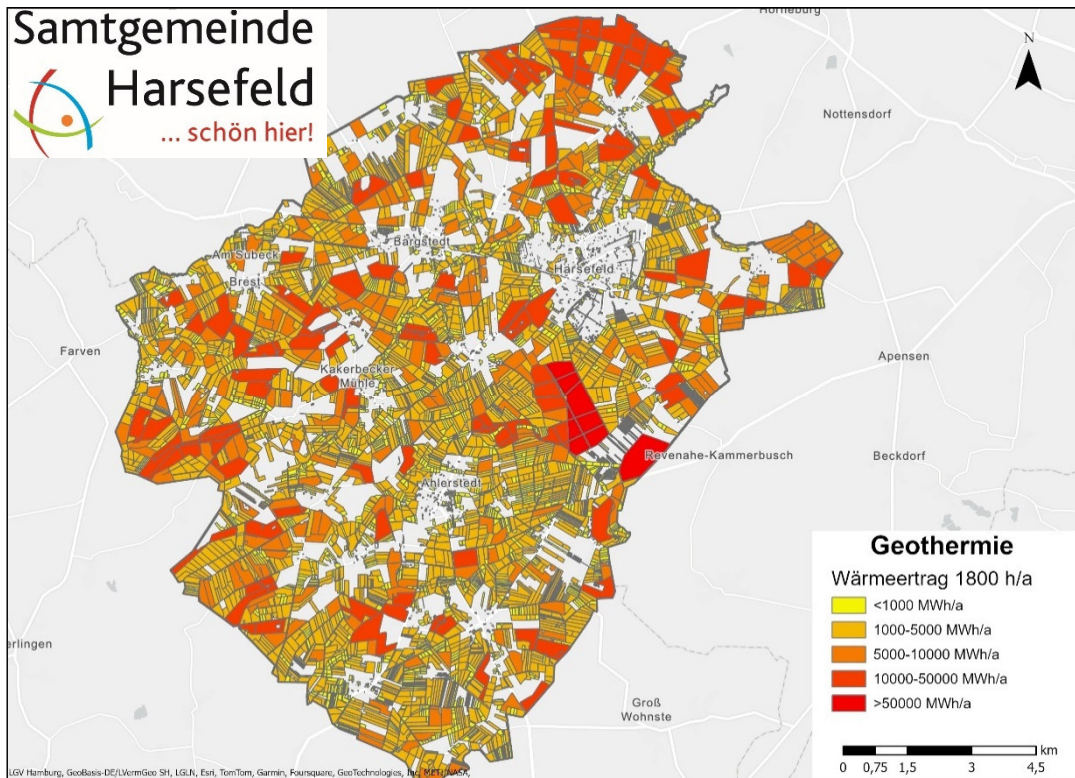 Samtgemeinde
Harsefeld
... schön hier!
Horneburg
N
Nottensdorf
Bargstedt
Am Sübeck
Brest
Harsefeld
Farven
Kakerbecker
Mühle
Apensen
Revenahe-Kammerbusch
Beckdorf
Ahlerstedt
erlingen
Groß
Wohnste
Geothermie
Wärmeertrag 1800 h/a
<1000 MWh/a
1000-5000 MWh/a
5000-10000 MWh/a
10000-50000 MWh/a
>50000 MWh/a
km
0 0,75 1,5 3 4,5
LGV Hamburg, GeoBasis-DE/LVermGeo SH, LGLN, Esri, TomTom, Garmin, Foursquare, GeoTechnologies, Inc, METI/NASA,